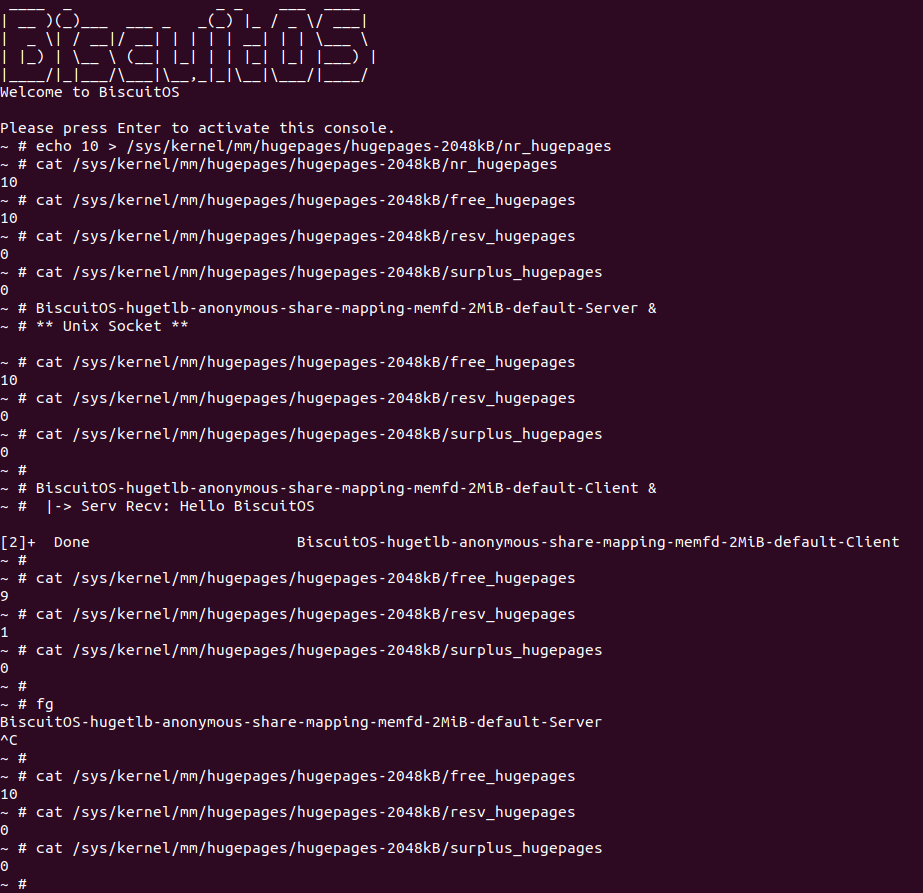 ____  _                _ _    ___  ____
| __ )(_)___  ___ _   _(_) |_ / _ \/ ___|
|  _ \| / __|/ __| | | | | __| | | \___ \
| |_) | \__ \ (__| |_| | | |_| |_| |___) |
|____/|_|___/\___|\__,_|_|\__|\___/|____/
Welcome to BiscuitOS
Please press Enter to activate this console.
~ # echo 10 > /sys/kernel/mm/hugepages/hugepages-2048kB/nr_hugepages
~ # cat /sys/kernel/mm/hugepages/hugepages-2048kB/nr_hugepages
10
~ # cat /sys/kernel/mm/hugepages/hugepages-2048kB/free_hugepages
10
~ # cat /sys/kernel/mm/hugepages/hugepages-2048kB/resv_hugepages
0
~ # cat /sys/kernel/mm/hugepages/hugepages-2048kB/surplus_hugepages
0
~ # BiscuitOS-hugetlb-anonymous-share-mapping-memfd-2MiB-default-Server &
~ # ** Unix Socket **
~ # cat /sys/kernel/mm/hugepages/hugepages-2048kB/free_hugepages
10
~ # cat /sys/kernel/mm/hugepages/hugepages-2048kB/resv_hugepages
0
~ # cat /sys/kernel/mm/hugepages/hugepages-2048kB/surplus_hugepages
0
~ #
~ # BiscuitOS-hugetlb-anonymous-share-mapping-memfd-2MiB-default-Client &
~ #  |-> Serv Recv: Hello BiscuitOS
[2]+  Done                       BiscuitOS-hugetlb-anonymous-share-mapping-memfd-2MiB-default-Client
~ #
~ # cat /sys/kernel/mm/hugepages/hugepages-2048kB/free_hugepages
9
~ # cat /sys/kernel/mm/hugepages/hugepages-2048kB/resv_hugepages
1
~ # cat /sys/kernel/mm/hugepages/hugepages-2048kB/surplus_hugepages
0
~ #
~ # fg
BiscuitOS-hugetlb-anonymous-share-mapping-memfd-2MiB-default-Server
^C
~ #
~ # cat /sys/kernel/mm/hugepages/hugepages-2048kB/free_hugepages
10
~ # cat /sys/kernel/mm/hugepages/hugepages-2048kB/resv_hugepages
0
~ # cat /sys/kernel/mm/hugepages/hugepages-2048kB/surplus_hugepages
0
~ #